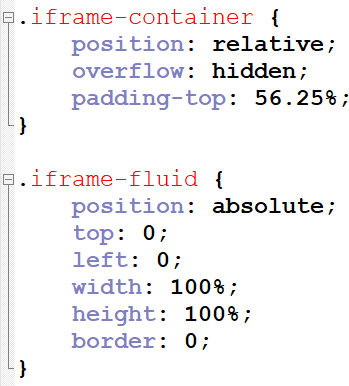 .iframe-container {
    position: relative;
    overflow: hidden;
    padding-top: 56.25%;
}

.iframe-fluid {
    position: absolute;
    top: 0;
    left: 0;
    width: 100%;
    height: 100%;
    border: 0;
}